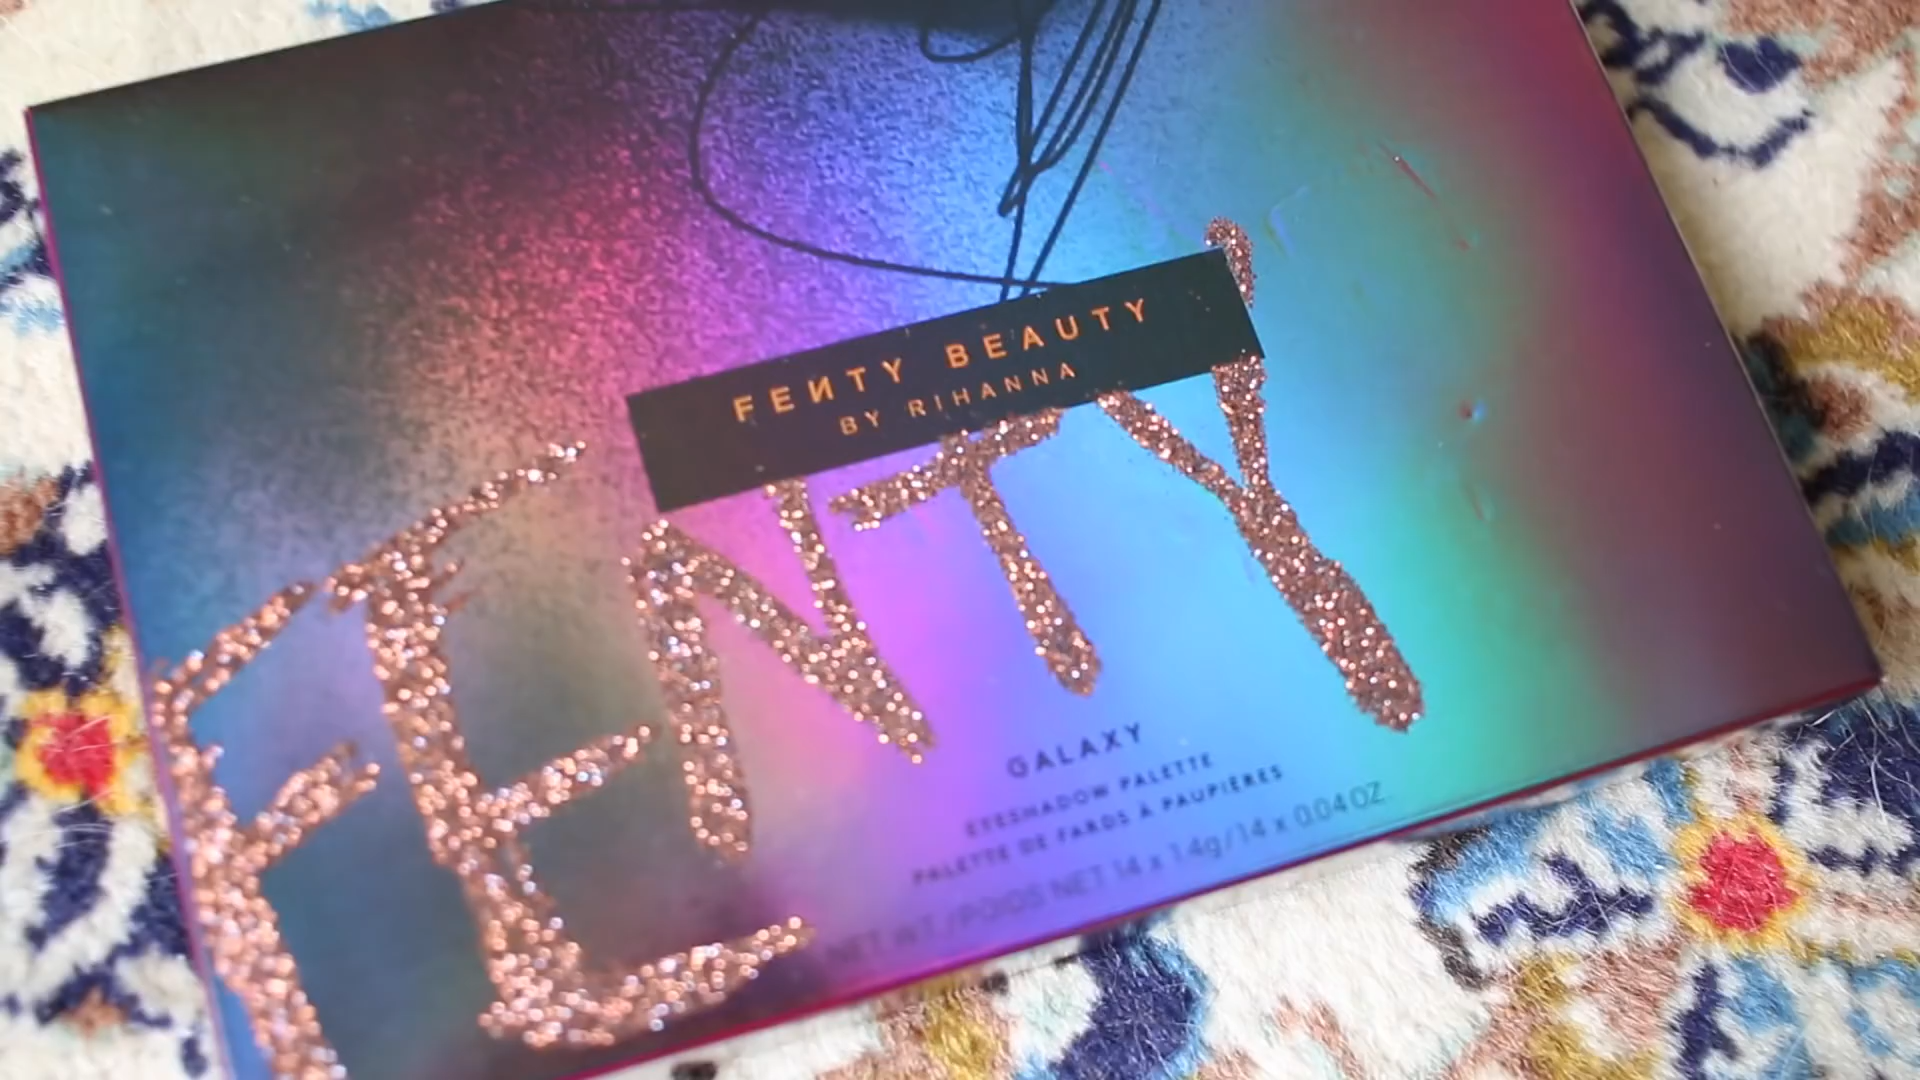 FEИTY BEAUTY
BY RIHANNA
FENTY
GALAXY
EYESHADOW PALETTE
PALETTE DE FARDS À PAUPIÈRES
NET WT / POIDS NET 14 x 1.4g / 14 x 0.04 OZ.